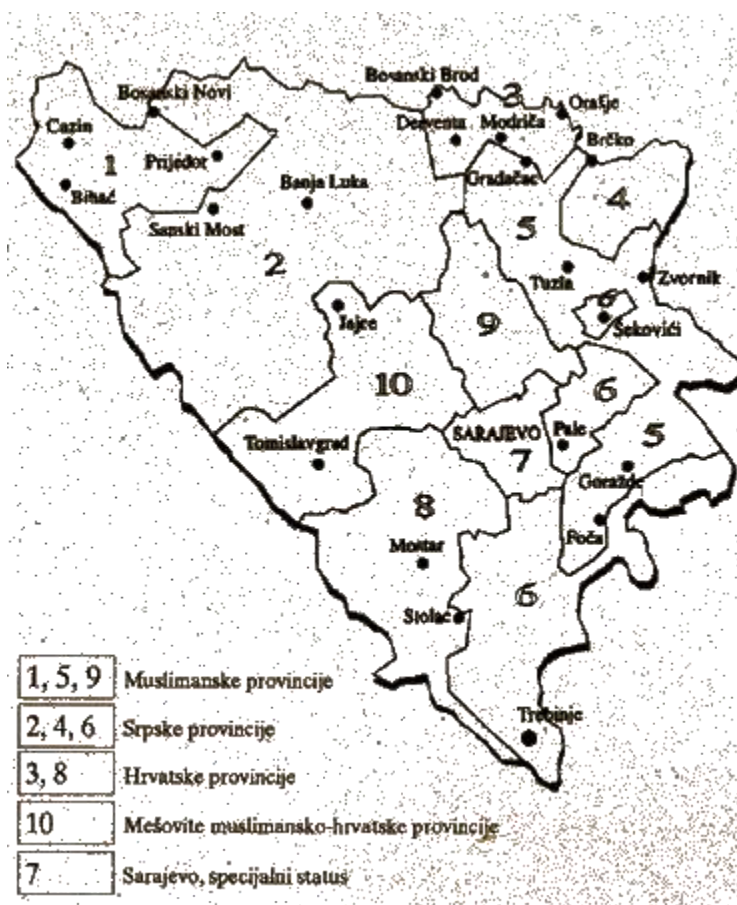 Bosanski Brod
3
Bosanski Novi
Orašje
Cazin
Derventa
Modriča
Brčko
1
Prijedor
Gradačac
Bihać
Banja Luka
4
Sanski Most
5
2
Tuzla
Zvornik
6
Jajce
9
Šekovići
10
6
Tomislavgrad
SARAJEVO
Pale
5
7
Goražde
8
Foča
Mostar
6
Stolac
1, 5, 9 Muslimanske provincije
Trebinje
2, 4, 6 Srpske provincije
3, 8 Hrvatske provincije
10 Mešovite muslimansko-hrvatske provincije
7 Sarajevo, specijalni status